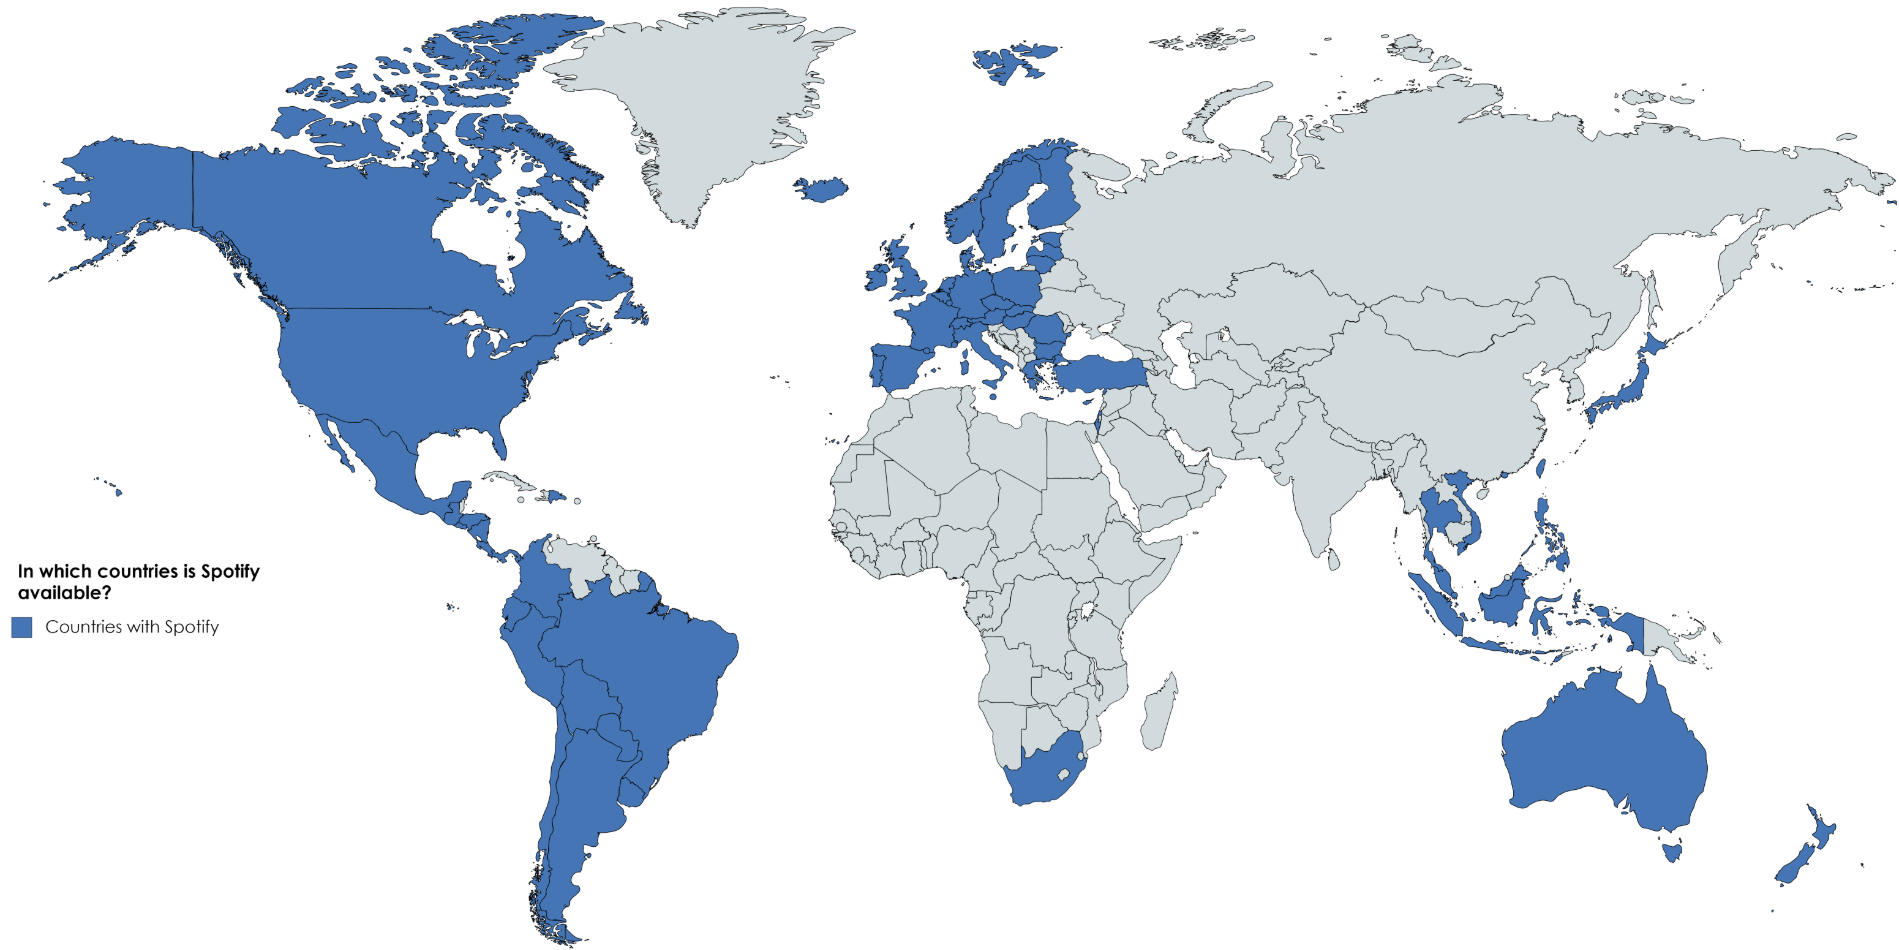 In which countries is Spotify
available?
Countries with Spotify